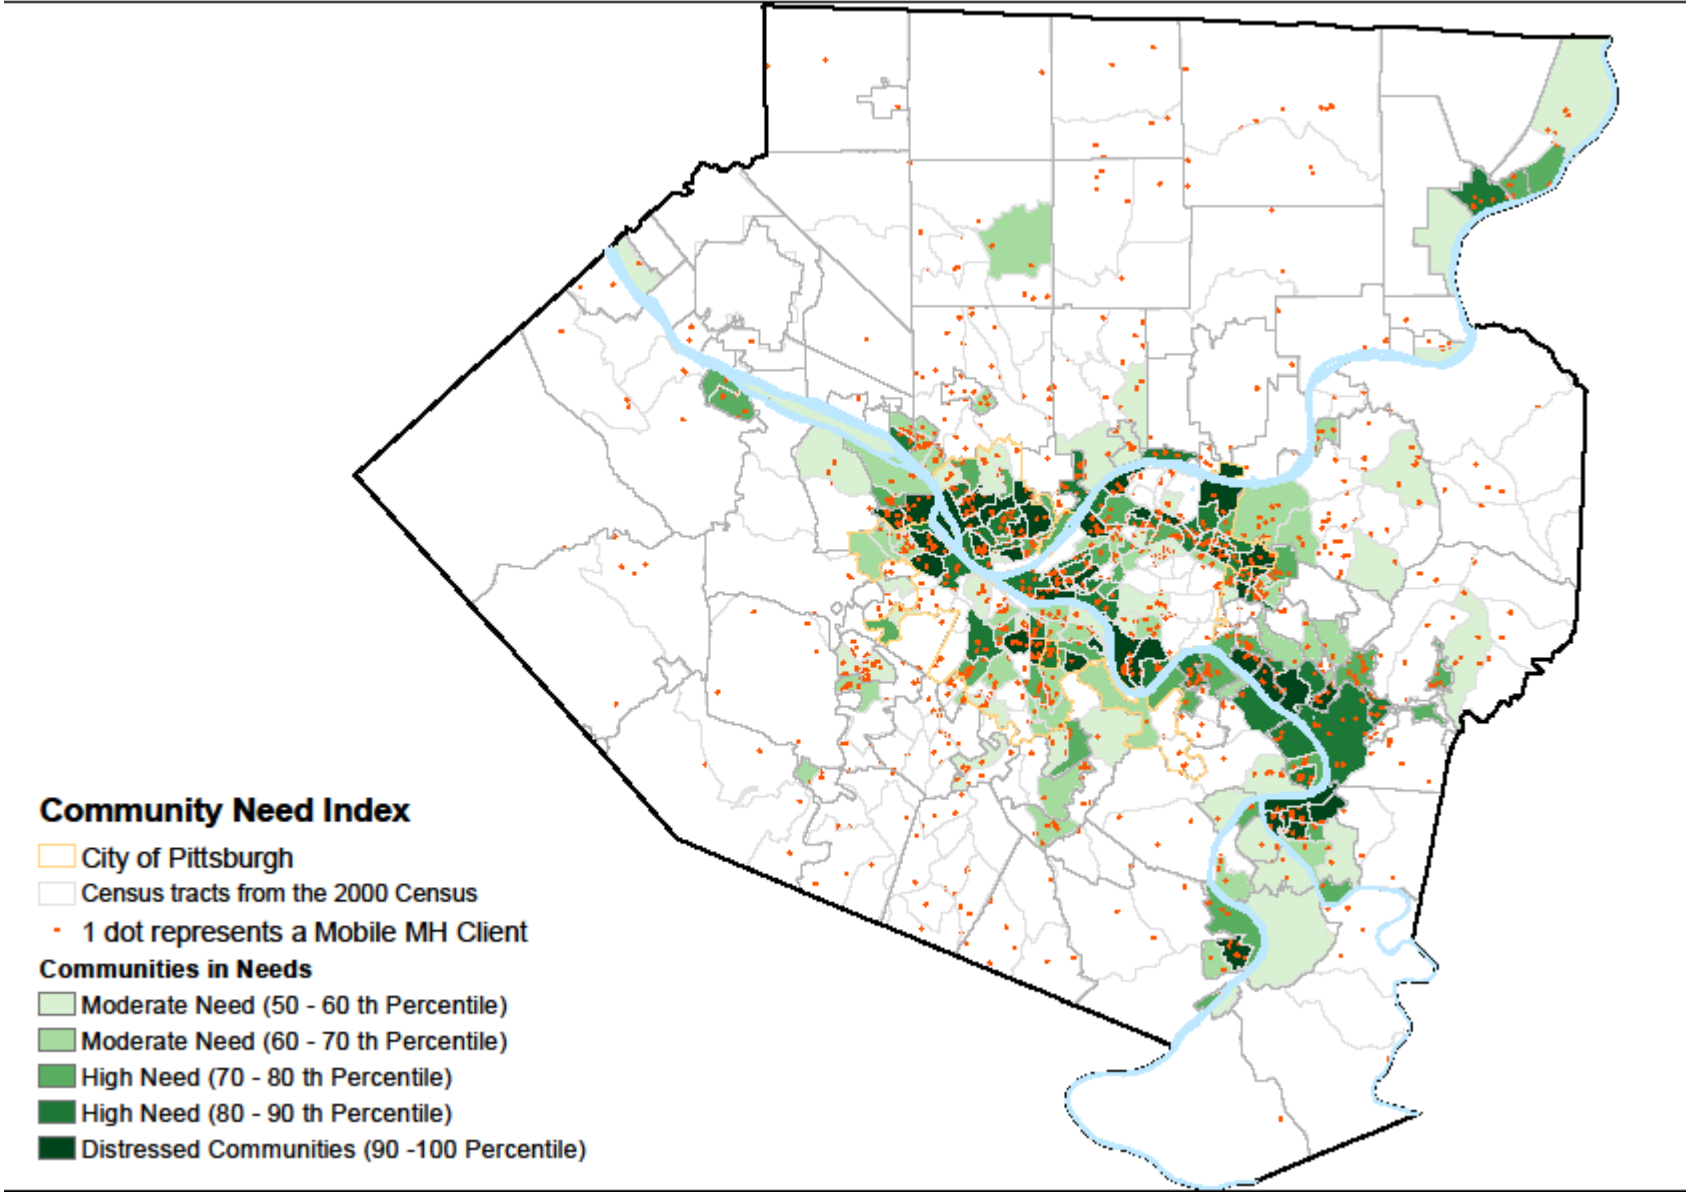 Community Need Index
City of Pittsburgh
Census tracts from the 2000 Census
1 dot represents a Mobile MH Client
Communities in Needs
Moderate Need (50 - 60 th Percentile)
Moderate Need (60 - 70 th Percentile)
High Need (70 - 80 th Percentile)
High Need (80 - 90 th Percentile)
Distressed Communities (90 -100 Percentile)